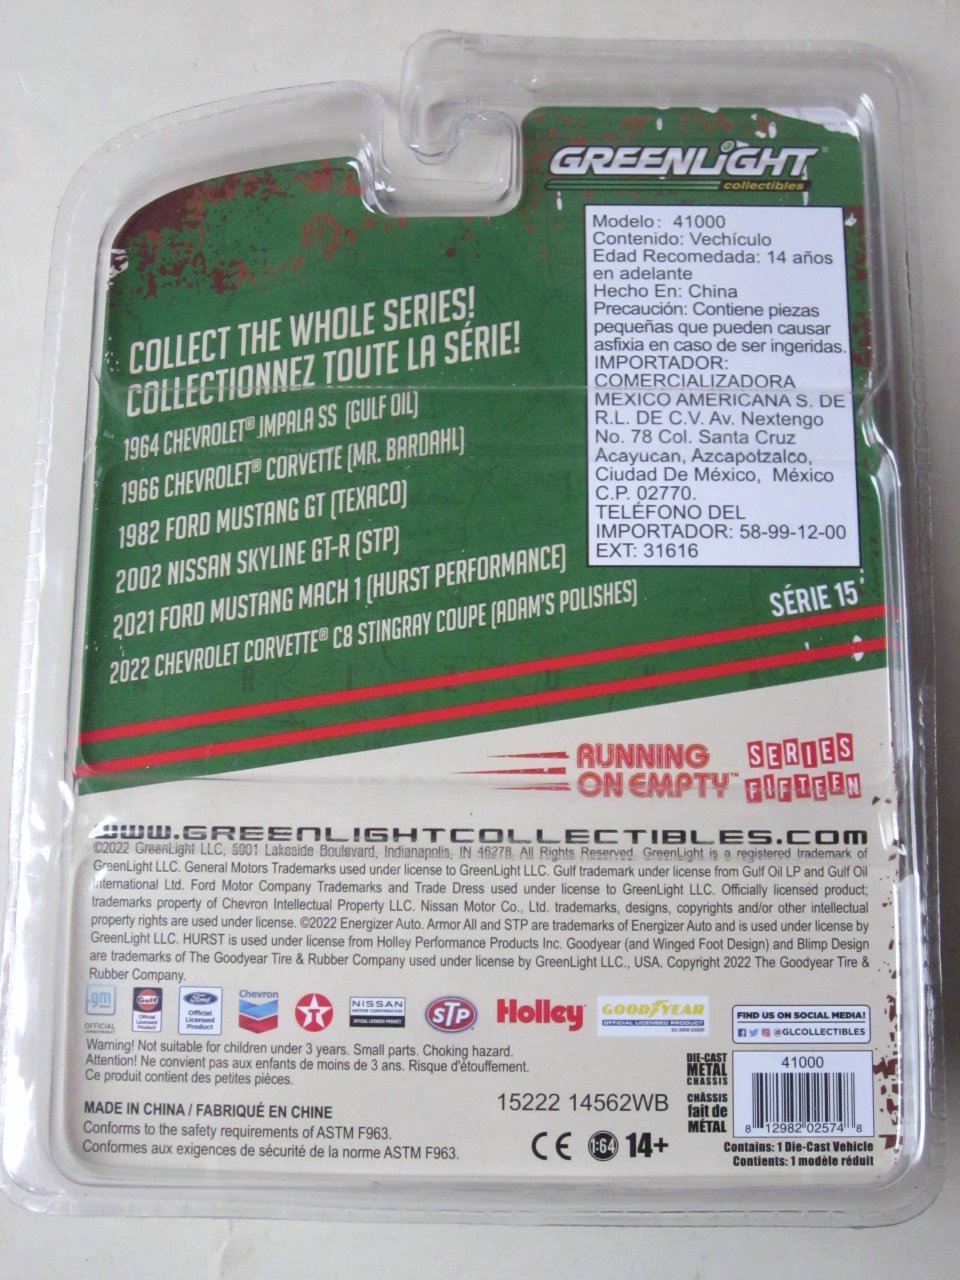 GREENLIGHT®
collectibles
Modelo: 41000
Contenido: Vechículo
Edad Recomedada: 14 años
en adelante
Hecho En: China
Precaución: Contiene piezas
pequeñas que pueden causar
asfixia en caso de ser ingeridas.
IMPORTADOR:
COMERCIALIZADORA
MEXICO AMERICANA S. DE
R.L. DE C.V. Av. Nextengo
No. 78 Col. Santa Cruz
Acayucan, Azcapotzalco,
Ciudad De México, México
C.P. 02770.
TELÉFONO DEL
IMPORTADOR: 58-99-12-00
EXT: 31616
COLLECT THE WHOLE SERIES!
COLLECTIONNEZ TOUTE LA SÉRIE!
1964 CHEVROLET® IMPALA SS (GULF OIL)
1966 CHEVROLET® CORVETTE (MR. BARDAHL)
1982 FORD MUSTANG GT (TEXACO)
2002 NISSAN SKYLINE GT-R (STP)
2021 FORD MUSTANG MACH 1 (HURST PERFORMANCE)
2022 CHEVROLET CORVETTE® C8 STINGRAY COUPE (ADAM'S POLISHES)
SÉRIE 15
RUNNING
ON EMPTY™
SERIES
FIFTEEN
WWW.GREENLIGHTCOLLECTIBLES.COM
©2022 GreenLight LLC, 5901 Lakeside Boulevard, Indianapolis, IN 46278, All Rights Reserved. GreenLight is a registered trademark of
GreenLight LLC. General Motors Trademarks used under license to GreenLight LLC. Gulf trademark under license from Gulf Oil LP and Gulf Oil
International Ltd. Ford Motor Company Trademarks and Trade Dress used under license to GreenLight LLC. Officially licensed product;
trademarks property of Chevron Intellectual Property LLC. Nissan Motor Co., Ltd. trademarks, designs, copyrights and/or other intellectual
property rights are used under license. ©2022 Energizer Auto. Armor All and STP are trademarks of Energizer Auto and is used under license by
GreenLight LLC. HURST is used under license from Holley Performance Products Inc. Goodyear (and Winged Foot Design) and Blimp Design
are trademarks of The Goodyear Tire & Rubber Company used under license by GreenLight LLC., USA. Copyright 2022 The Goodyear Tire &
Rubber Company.
gm
OFFICIAL
Gulf
Official
Licensed
Product
Ford
Official
Licensed
Product
Chevron
T
NISSAN
MOTOR CORPORATION
OFFICIAL LICENSED PRODUCT
STP
Holley
GOODYEAR
OFFICIAL LICENSED PRODUCT
FIND US ON SOCIAL MEDIA!
@GLCOLLECTIBLES
Warning! Not suitable for children under 3 years. Small parts. Choking hazard.
Attention! Ne convient pas aux enfants de moins de 3 ans. Risque d'étouffement.
Ce produit contient des petites pièces.
MADE IN CHINA / FABRIQUÉ EN CHINE
Conforms to the safety requirements of ASTM F963.
Conformes aux exigences de sécurité de la norme ASTM F963.
15222 14562WB
CE 1:64 14+
DIE-CAST
METAL
CHASSIS
CHÂSSIS
fait de
MÉTAL
41000
8 12982 02574 8
Contains: 1 Die-Cast Vehicle
Contients: 1 modèle réduit